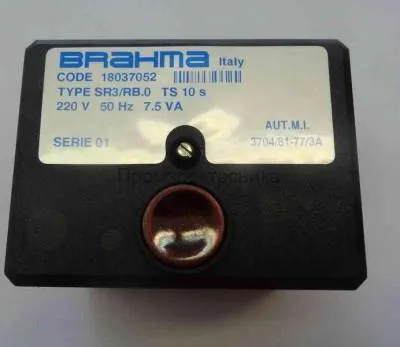 BRAHMA Italy
CODE 18037052
TYPE SR3/RB.0 TS 10 s
220 V 50 Hz 7.5 VA
AUT.M.I.
SERIE 01 3704/81-77/3A
Промэлектроника